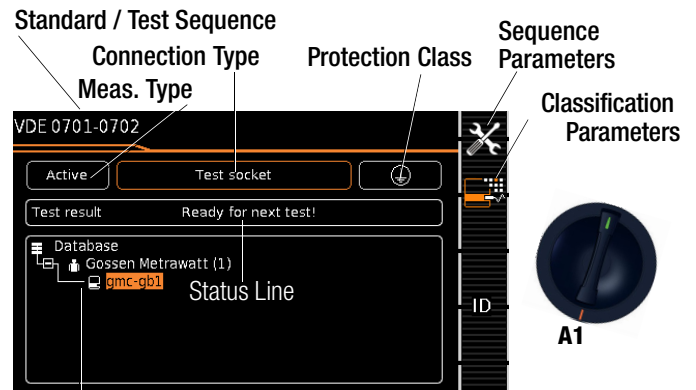 Standard / Test Sequence
Connection Type
Meas. Type
Protection Class
Sequence
Parameters
Classification
Parameters
VDE 0701-0702
Active
Test socket
Test result Ready for next test!
Database
Gossen Metrawatt (1)
gmc-gb1
Status Line
ID
A1